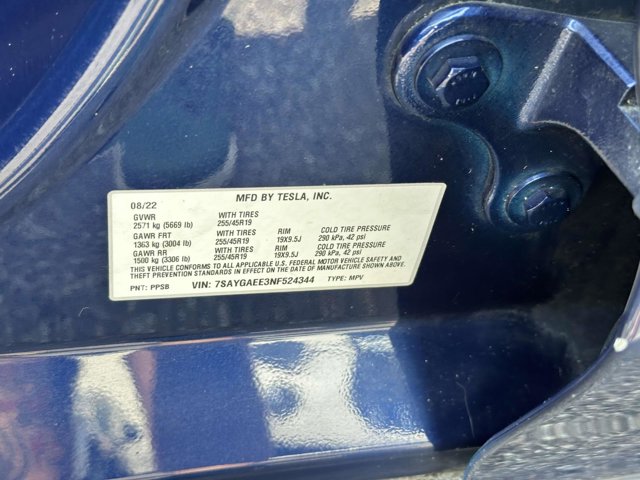 08/22 MFD BY TESLA, INC.
GVWR WITH TIRES
2571 kg (5669 lb) 255/45R19
GAWR FRT WITH TIRES RIM COLD TIRE PRESSURE
1363 kg (3004 lb) 255/45R19 19X9.5J 290 kPa, 42 psi
GAWR RR WITH TIRES RIM COLD TIRE PRESSURE
1500 kg (3306 lb) 255/45R19 19X9.5J 290 kPa, 42 psi
THIS VEHICLE CONFORMS TO ALL APPLICABLE U.S. FEDERAL MOTOR VEHICLE SAFETY AND
THEFT PREVENTION STANDARDS IN EFFECT ON THE DATE OF MANUFACTURE SHOWN ABOVE.
PNT: PPSB VIN: 7SAYGAEE3NF524344 TYPE: MPV